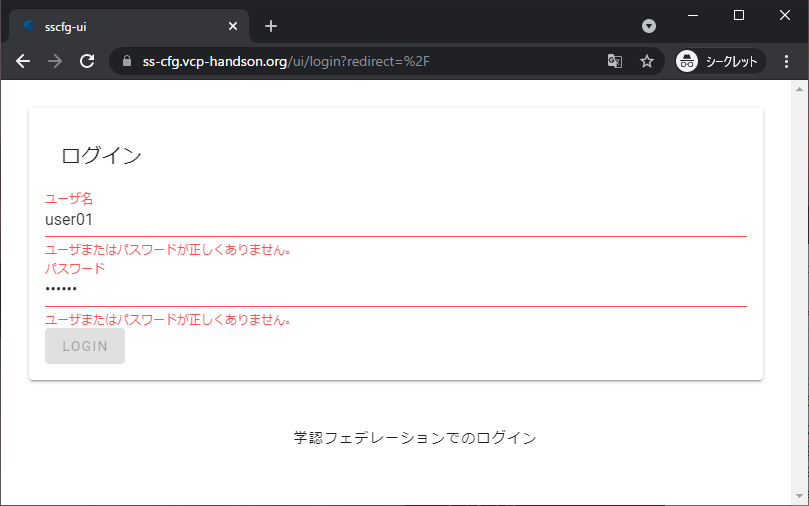 sscfg-ui
ss-cfg.vcp-handson.org/ui/login?redirect=%2F
シークレット
ログイン
ユーザ名
user01
ユーザまたはパスワードが正しくありません。
パスワード
••••••
ユーザまたはパスワードが正しくありません。
LOGIN
学認フェデレーションでのログイン